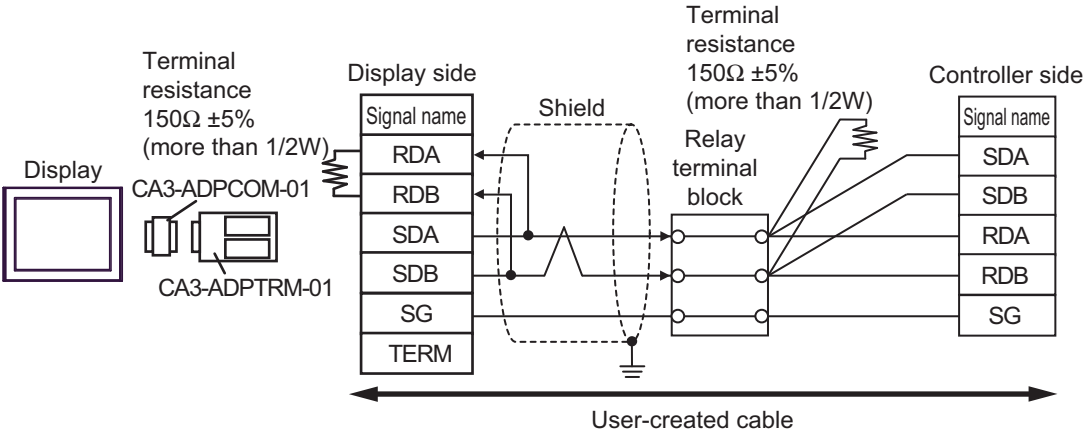 Terminal
resistance
150Ω ±5%
(more than 1/2W)
Terminal
resistance
150Ω ±5%
(more than 1/2W)
Display side
Controller side
Shield
Relay
terminal
block
Display
CA3-ADPCOM-01
CA3-ADPTRM-01
Signal name
RDA
RDB
SDA
SDB
SG
TERM
Signal name
SDA
SDB
RDA
RDB
SG
User-created cable